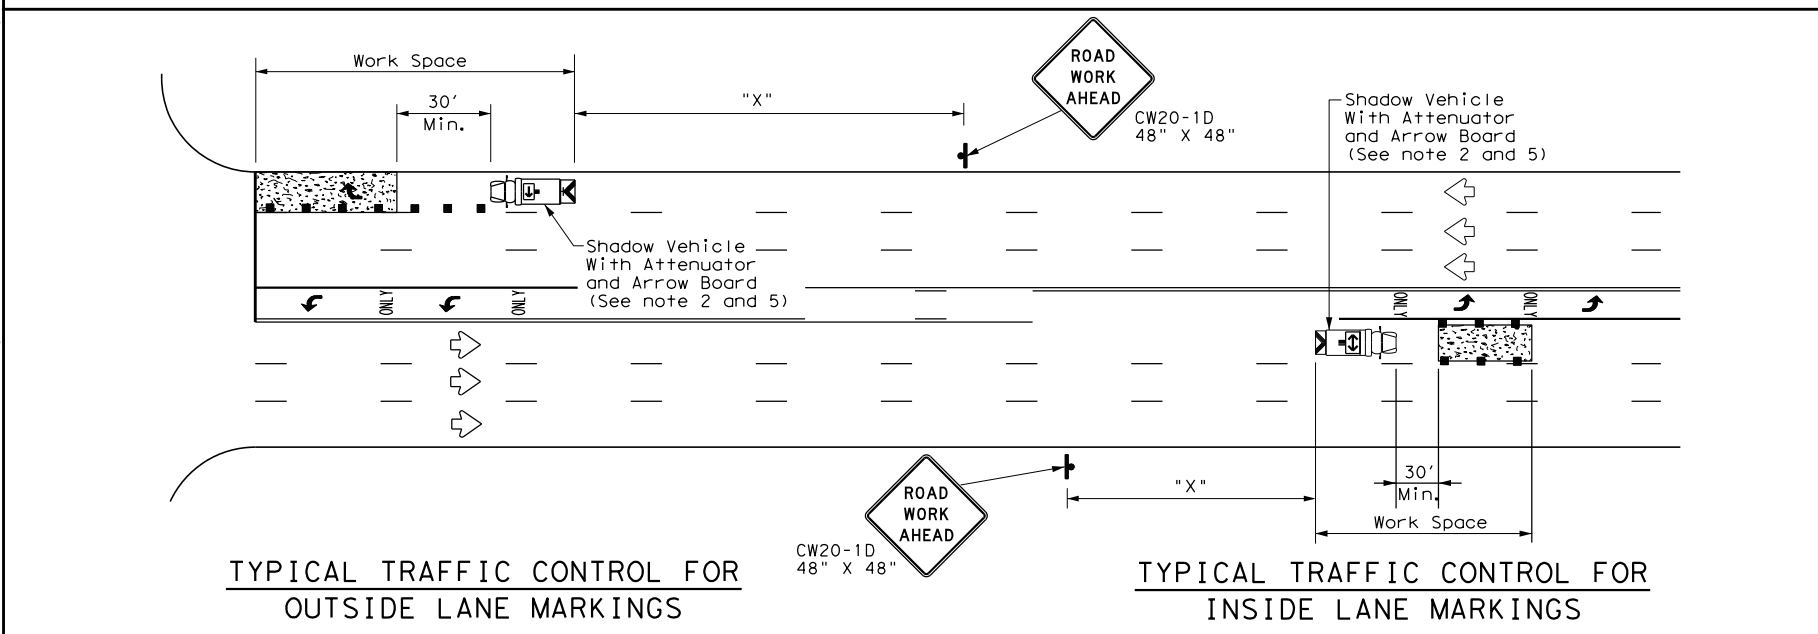 Work Space
30'
Min.
"X"
ROAD
WORK
AHEAD
CW20-1D
48" X 48"
Shadow Vehicle
With Attenuator
and Arrow Board
(See note 2 and 5)
Shadow Vehicle
With Attenuator
and Arrow Board
(See note 2 and 5)
ONLY
ONLY
ONLY
ONLY
ROAD
WORK
AHEAD
CW20-1D
48" X 48"
"X"
30'
Min.
Work Space
TYPICAL TRAFFIC CONTROL FOR
OUTSIDE LANE MARKINGS
TYPICAL TRAFFIC CONTROL FOR
INSIDE LANE MARKINGS